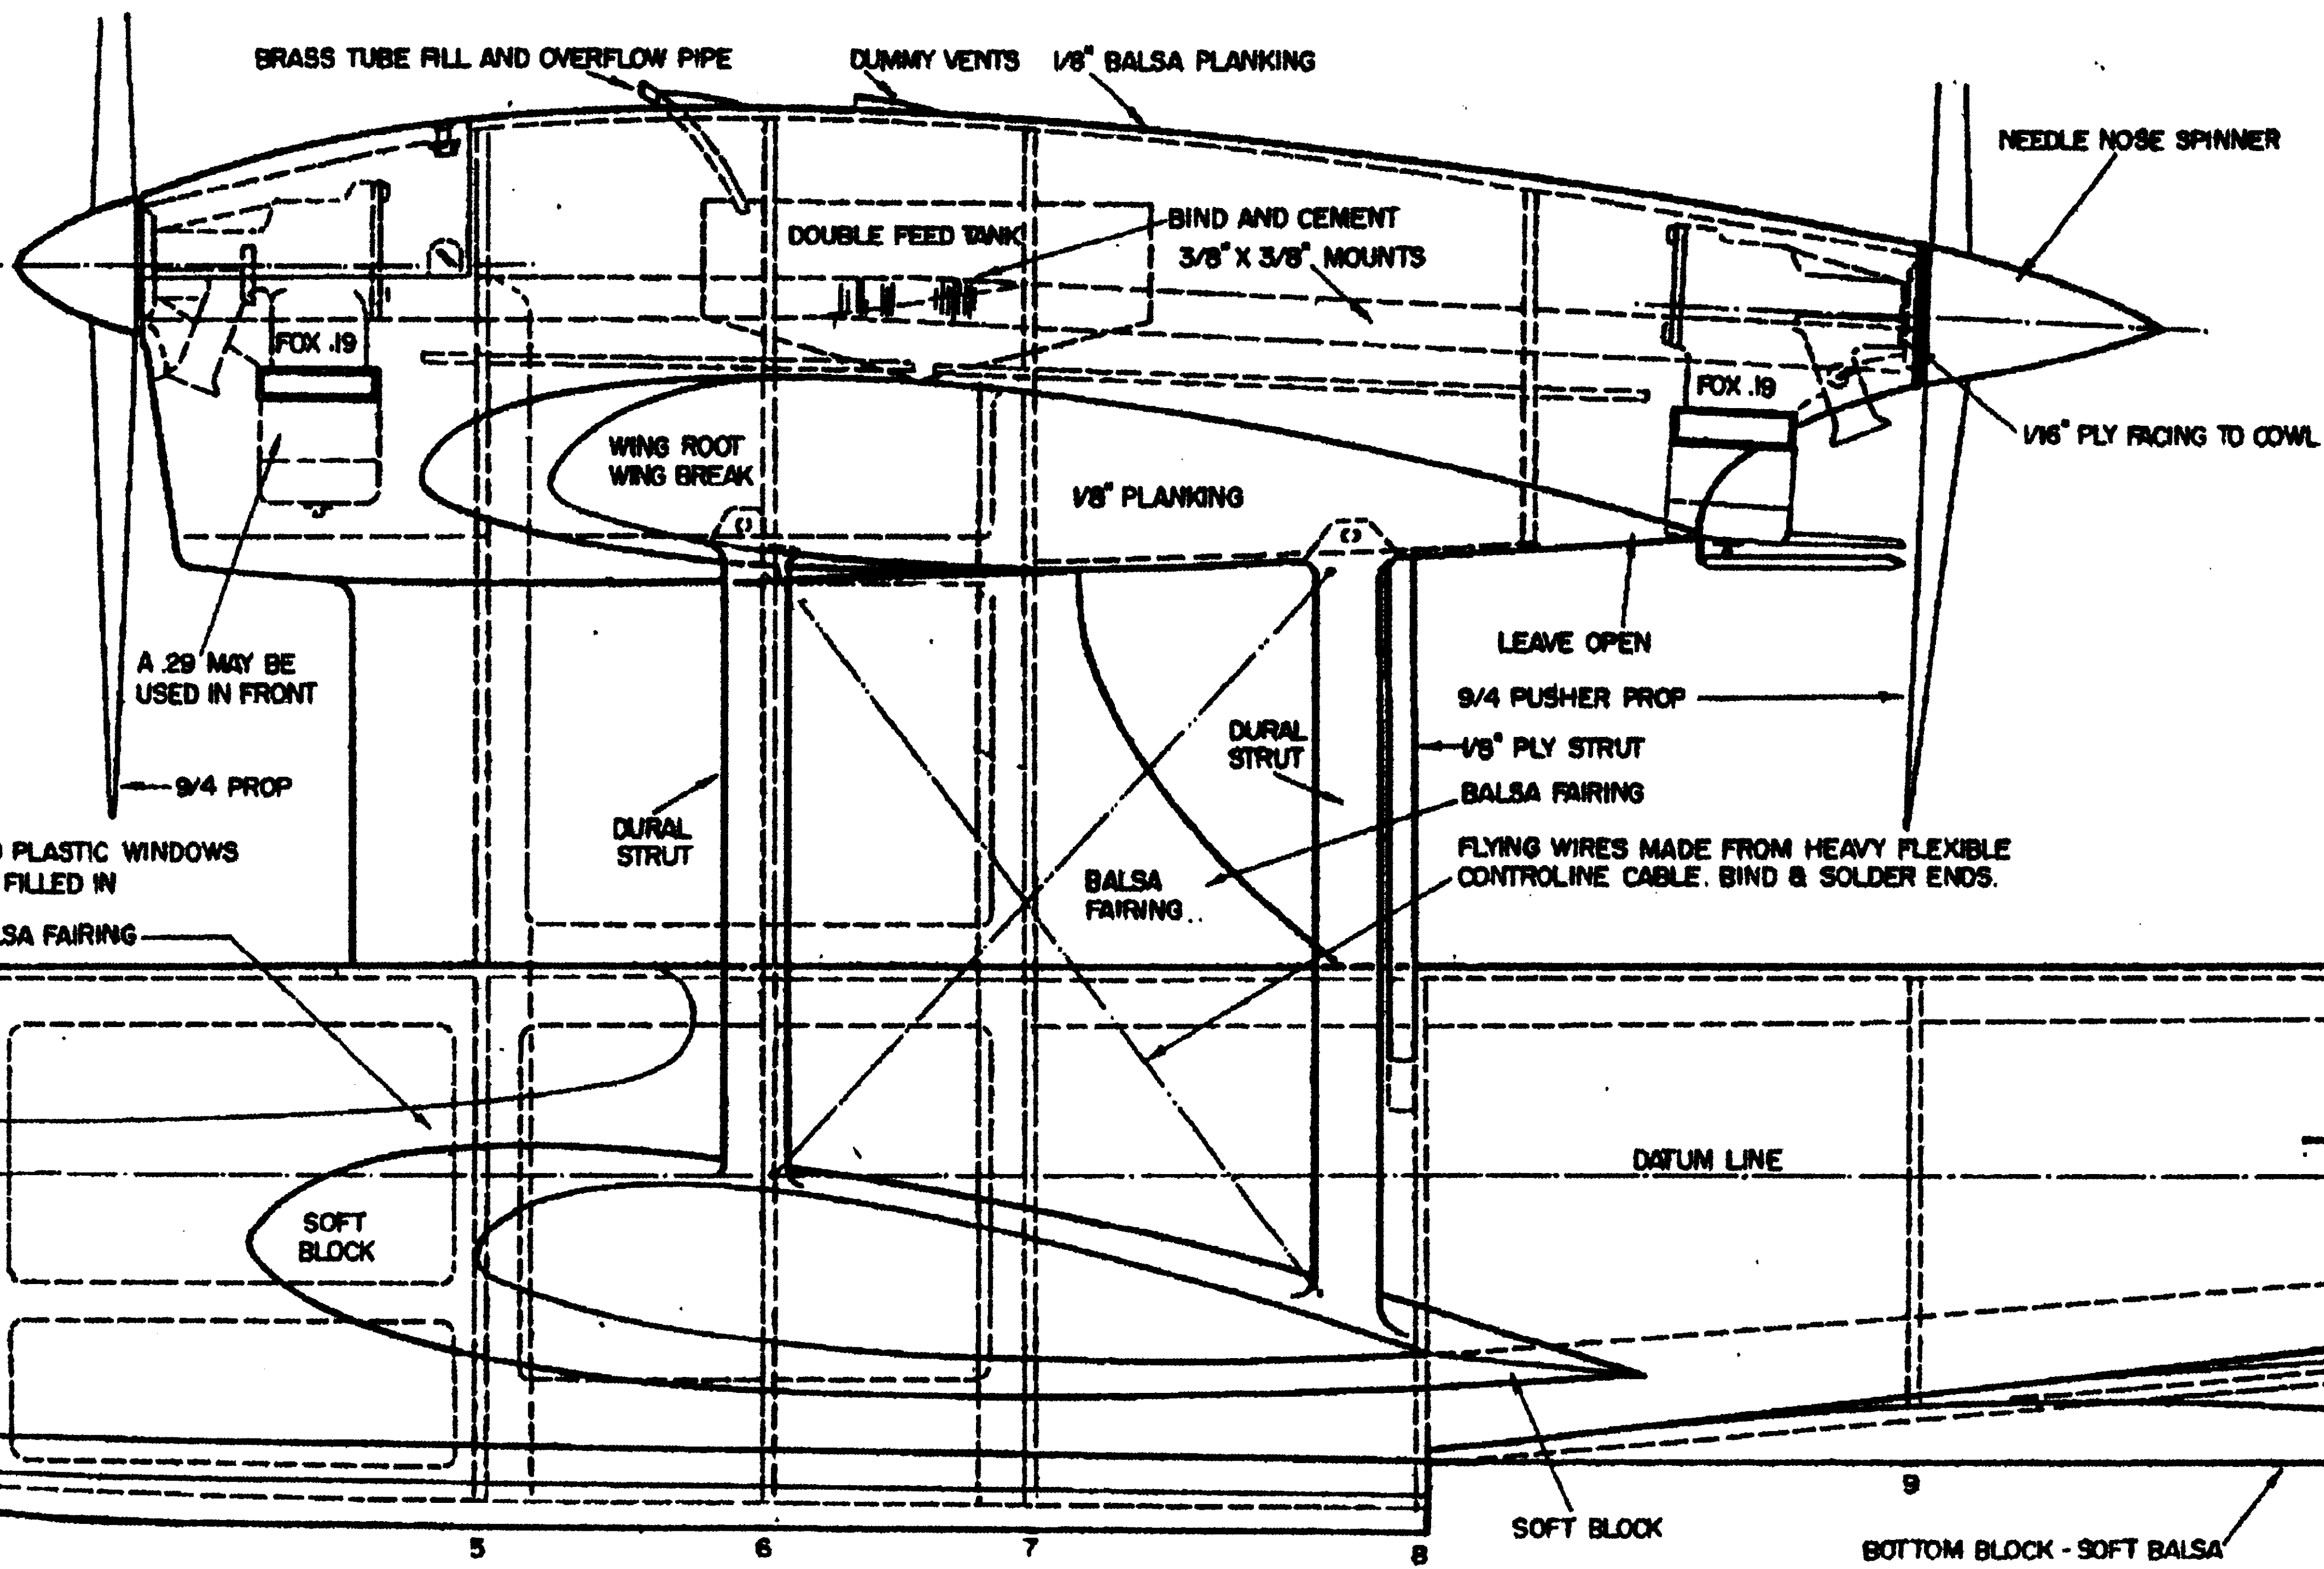 BRASS TUBE FILL AND OVERFLOW PIPE
DUMMY VENTS
1/8" BALSA PLANKING
NEEDLE NOSE SPINNER
DOUBLE FEED TANK
BIND AND CEMENT
3/8" X 3/8" MOUNTS
FOX .19
FOX .19
1/16" PLY FACING TO COWL
WING ROOT
WING BREAK
1/8" PLANKING
LEAVE OPEN
A .29 MAY BE
USED IN FRONT
9/4 PUSHER PROP
DURAL
STRUT
1/8" PLY STRUT
9/4 PROP
BALSA FAIRING
DURAL
STRUT
PLASTIC WINDOWS
FILLED IN
FLYING WIRES MADE FROM HEAVY FLEXIBLE
CONTROLINE CABLE. BIND & SOLDER ENDS.
BALSA
FAIRING
LSA FAIRING
DATUM LINE
SOFT
BLOCK
9
SOFT BLOCK
BOTTOM BLOCK - SOFT BALSA
5
6
7
8